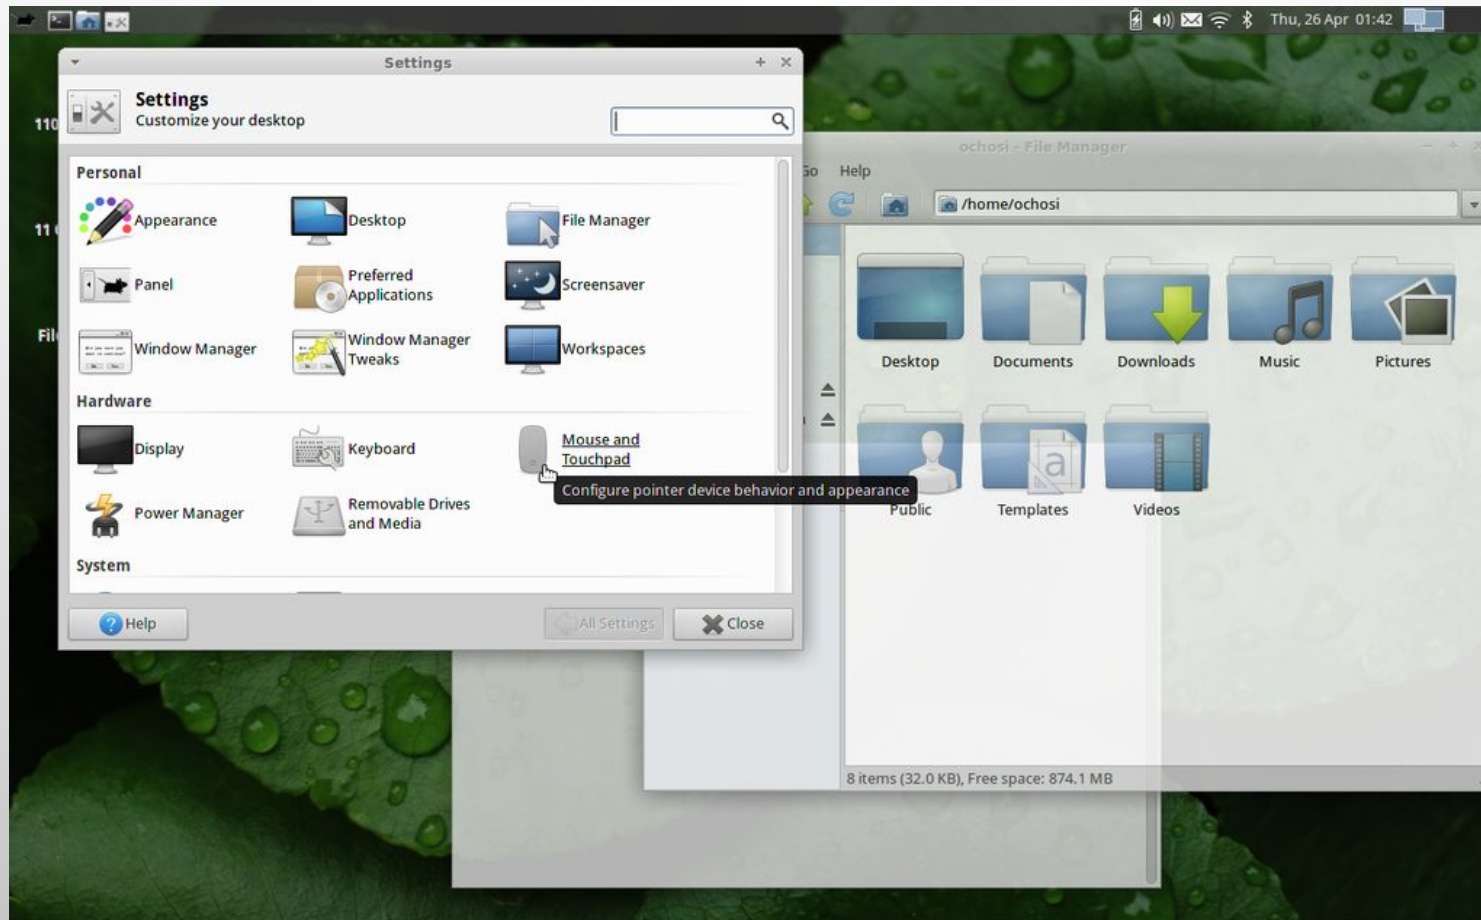 Thu, 26 Apr 01:42
Settings
Settings
Customize your desktop
Personal
Appearance
Desktop
File Manager
Panel
Preferred
Applications
Screensaver
Window Manager
Window Manager
Tweaks
Workspaces
Hardware
Display
Keyboard
Mouse and
Touchpad
Configure pointer device behavior and appearance
Power Manager
Removable Drives
and Media
System
Help
All Settings
Close
110
11
File
ochosi - File Manager
Go Help
/home/ochosi
Desktop
Documents
Downloads
Music
Pictures
Public
Templates
Videos
8 items (32.0 KB), Free space: 874.1 MB